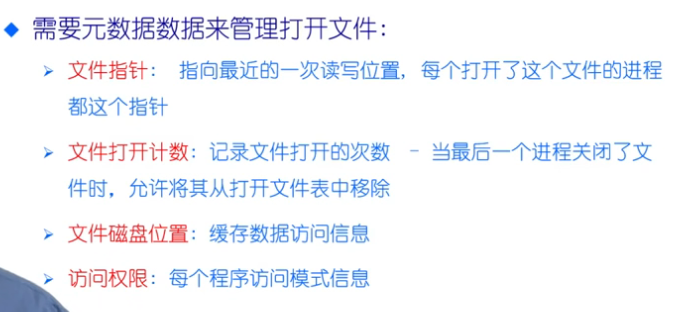 需要元数据数据来管理打开文件：
文件指针： 指向最近的一次读写位置，每个打开了这个文件的进程
都这个指针
文件打开计数：记录文件打开的次数 – 当最后一个进程关闭了文
件时，允许将其从打开文件表中移除
文件磁盘位置：缓存数据访问信息
访问权限：每个程序访问模式信息